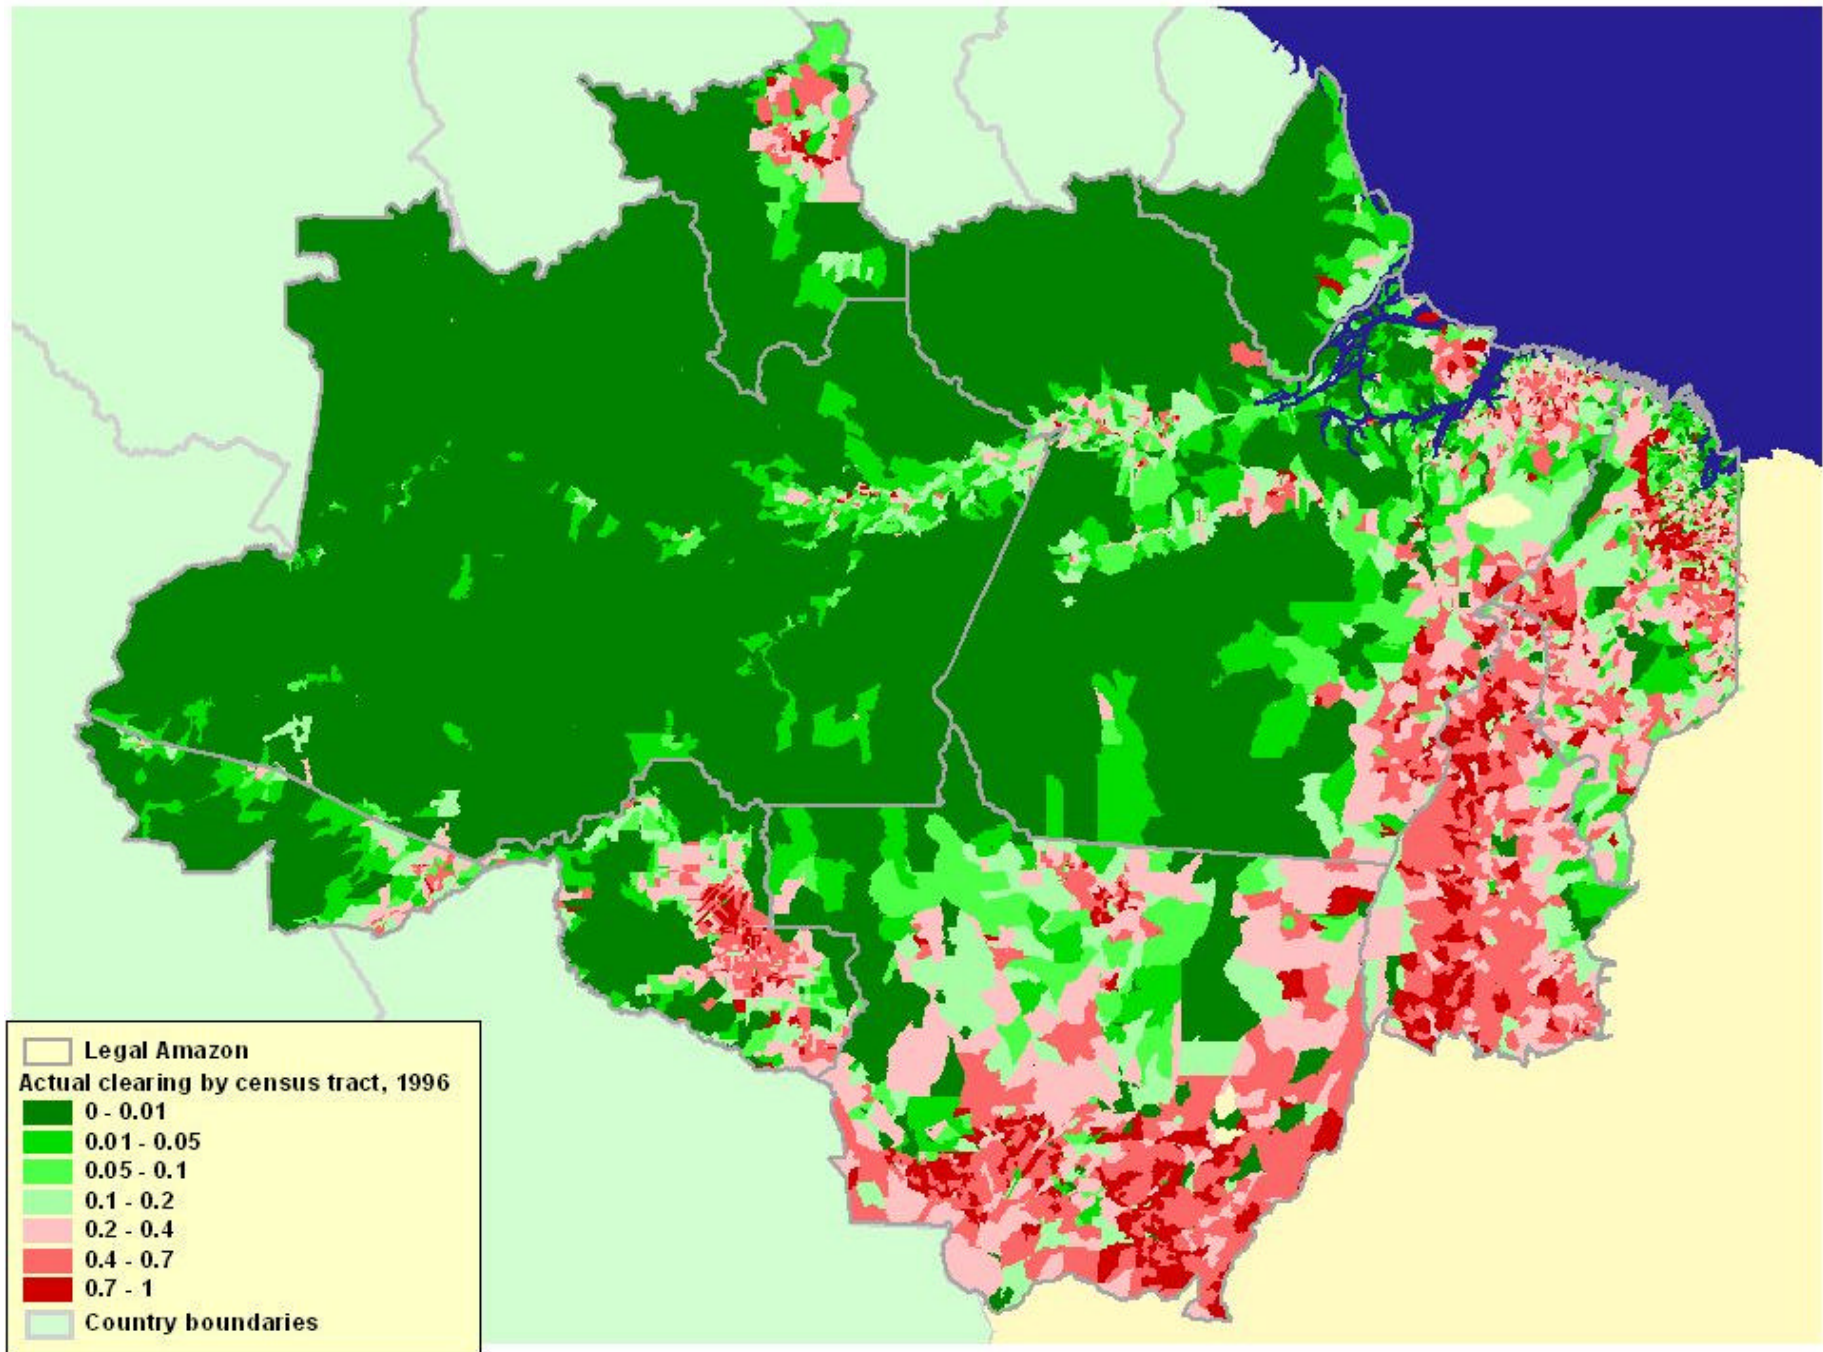 Legal Amazon
Actual clearing by census tract, 1996
0 - 0.01
0.01 - 0.05
0.05 - 0.1
0.1 - 0.2
0.2 - 0.4
0.4 - 0.7
0.7 - 1
Country boundaries